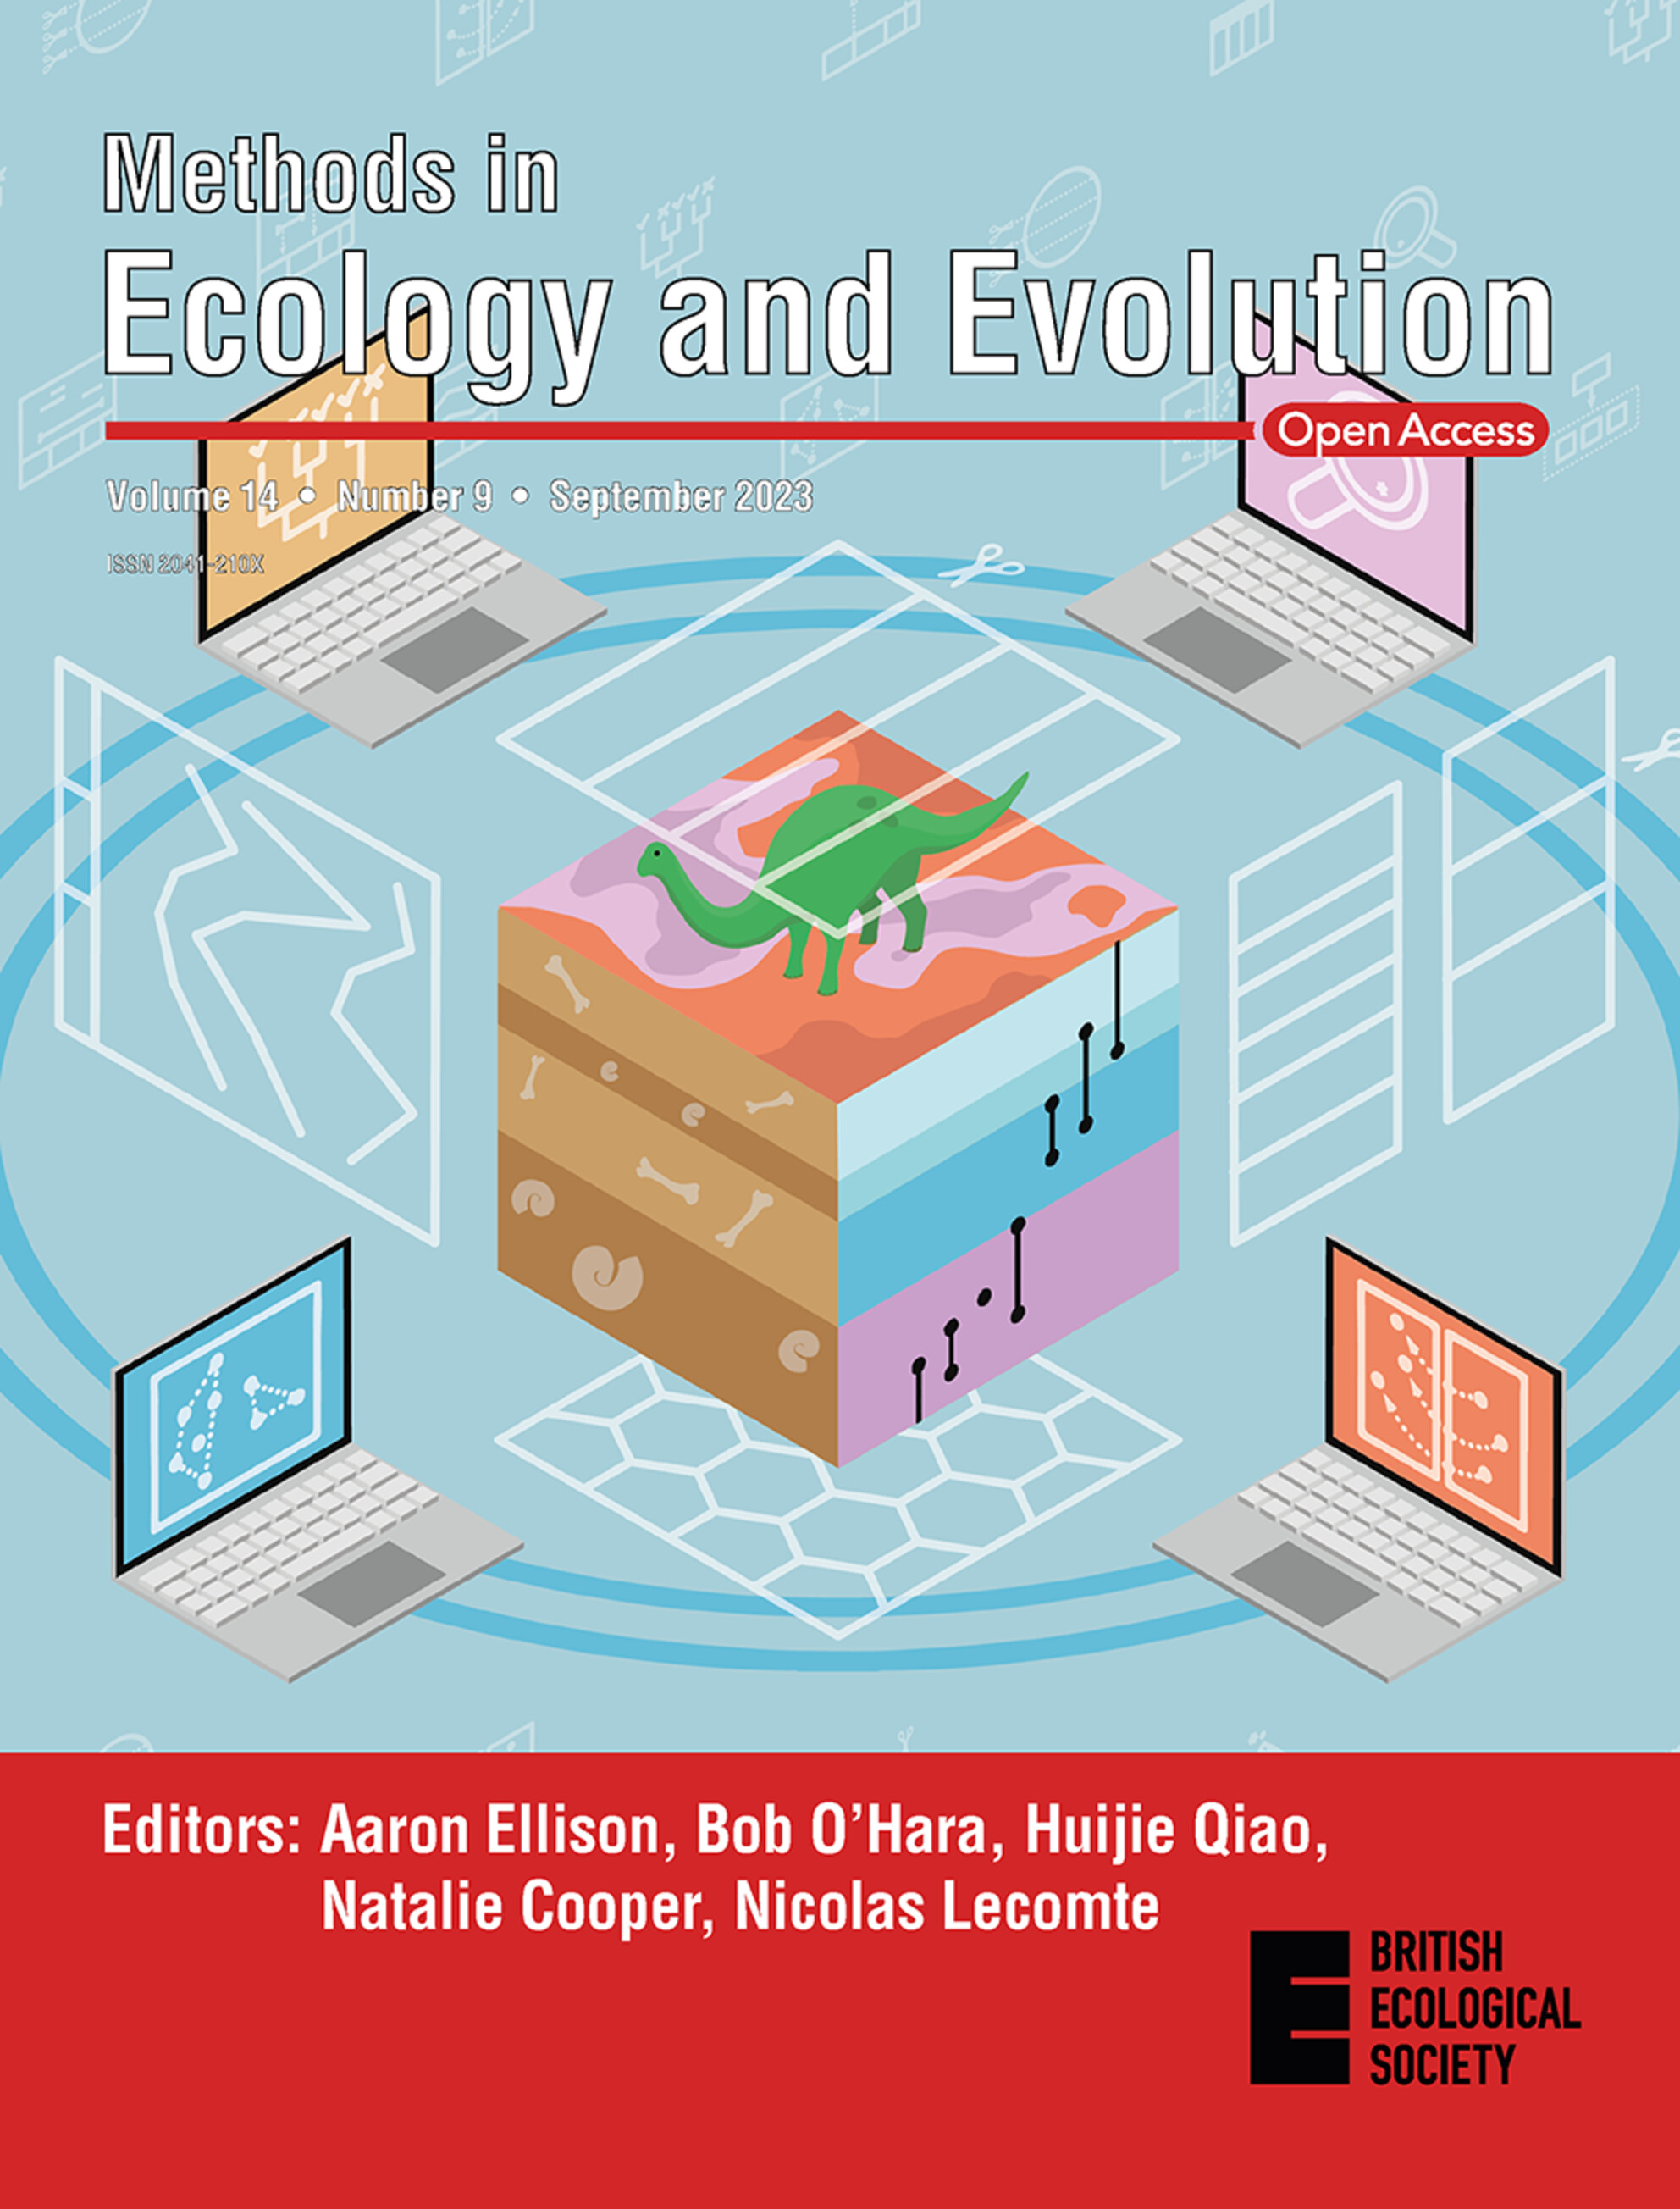 Methods in
Ecology and Evolution
Open Access
Volume 14 • Number 9 • September 2023
ISSN 2041-210X
Editors: Aaron Ellison, Bob O’Hara, Huijie Qiao,
Natalie Cooper, Nicolas Lecomte
BRITISH
ECOLOGICAL
SOCIETY